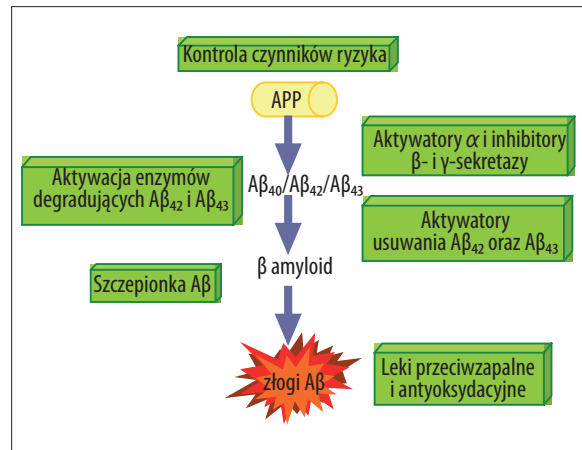 Kontrola czynników ryzyka
APP
Aktywatory α i inhibitory
β- i γ-sekretazy
Aktywacja enzymów
degradujących Aβ₄₂ i Aβ₄₃
Aβ₄₀/Aβ₄₂/Aβ₄₃
Aktywatory
usuwania Aβ₄₂ oraz Aβ₄₃
β amyloid
Szczepionka Aβ
złogi Aβ
Leki przeciwzapalne
i antyoksydacyjne